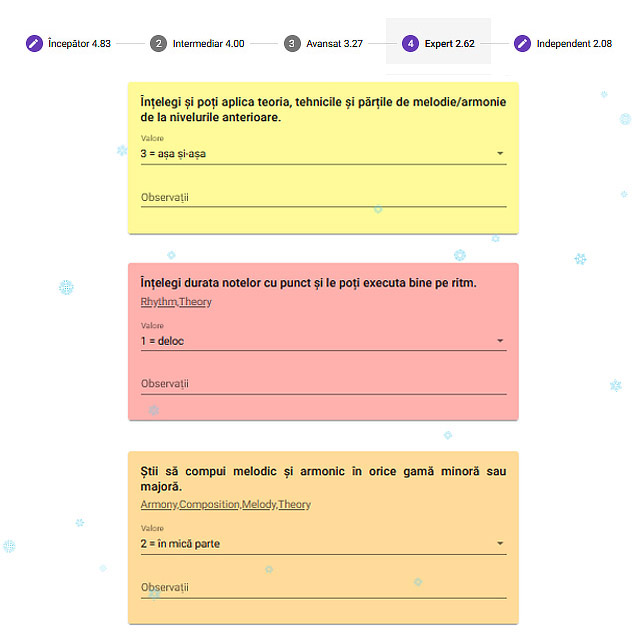 Începător 4.83 2 Intermediar 4.00 3 Avansat 3.27 4 Expert 2.62 Independent 2.08
Înțelegi și poți aplica teoria, tehnicile și părțile de melodie/armonie
de la nivelurile anterioare.
Valore
3 = așa și-așa
Observații
Înțelegi durata notelor cu punct și le poți executa bine pe ritm.
Rhythm,Theory
Valore
1 = deloc
Observații
Știi să compui melodic și armonic în orice gamă minoră sau
majoră.
Armony,Composition,Melody,Theory
Valore
2 = în mică parte
Observații